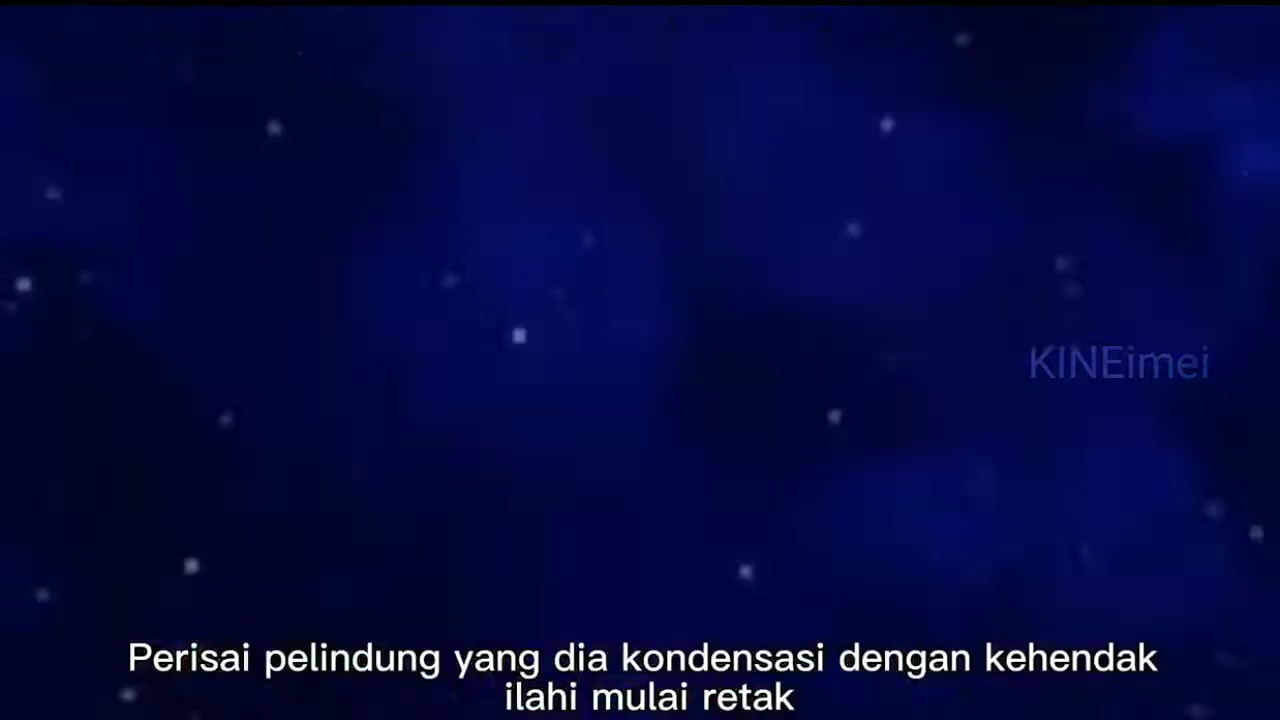 KINEimei
Perisai pelindung yang dia kondensasi dengan kehendak
ilahi mulai retak